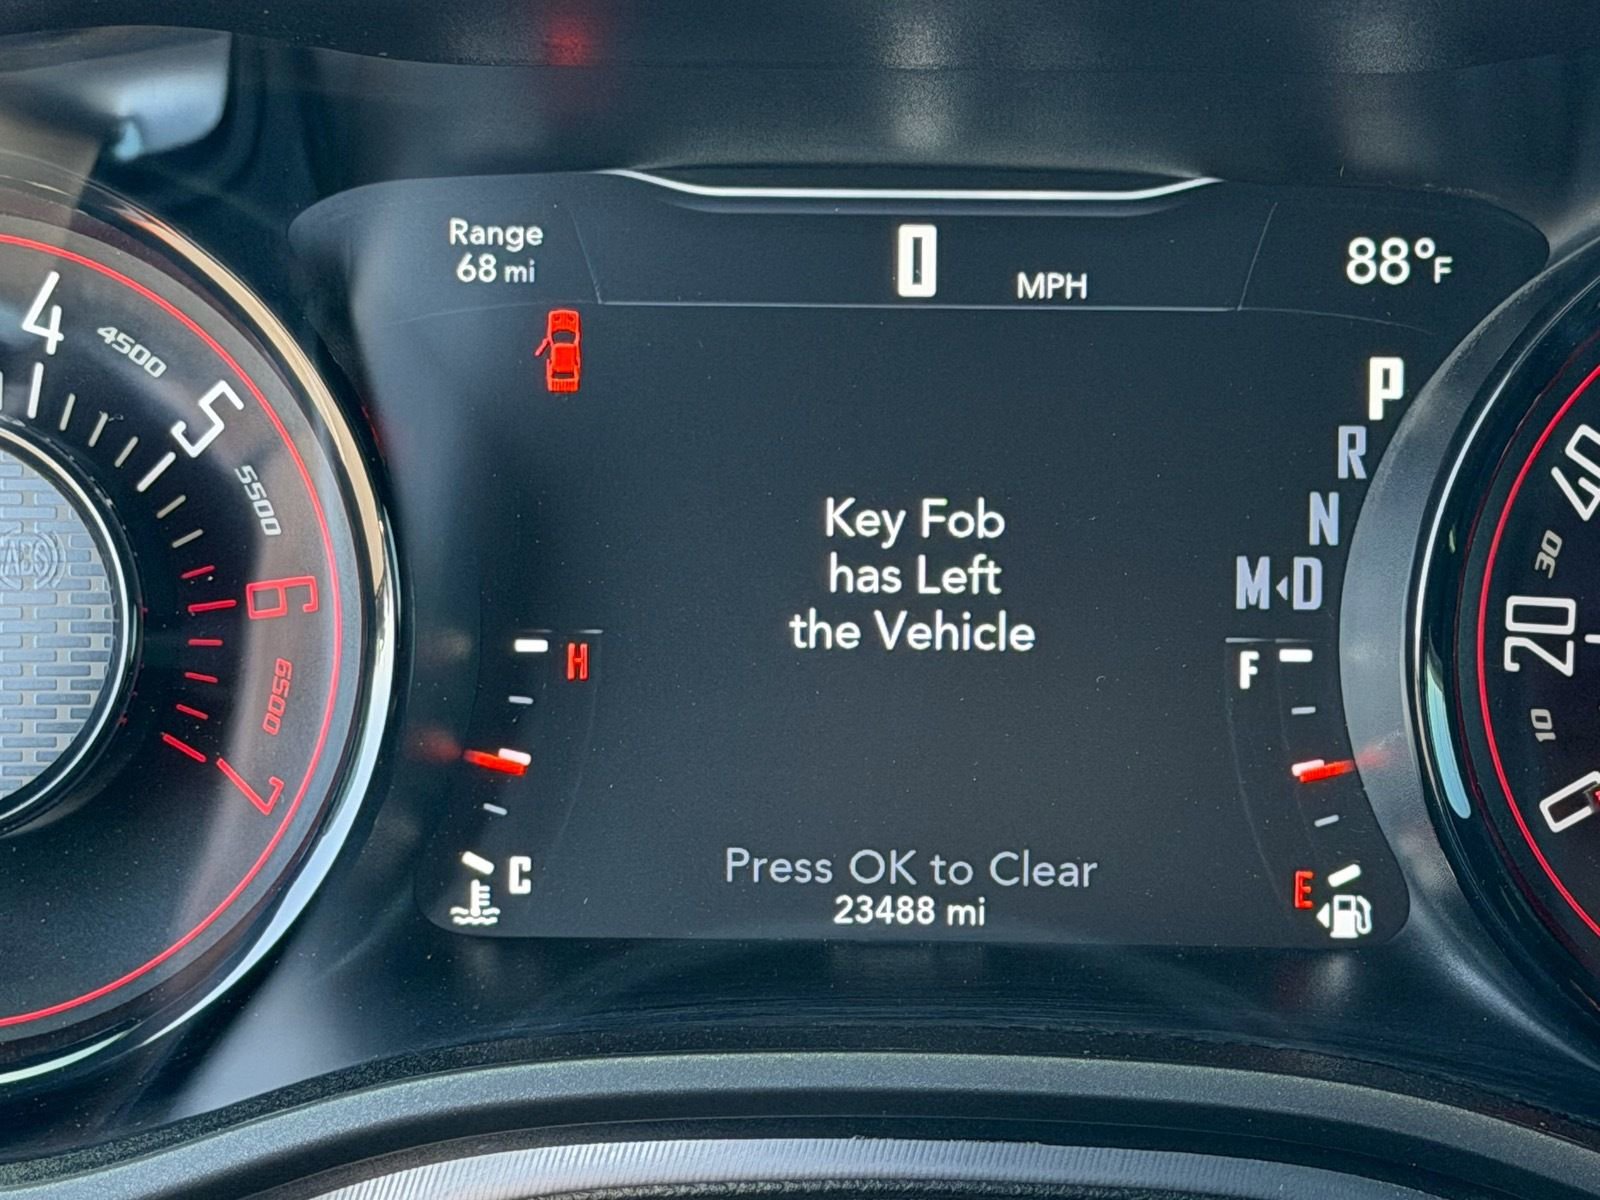 Range
68 mi
0 MPH
88°F
4
4500
5
5500
6
6500
7
P
R
N
M D
Key Fob
has Left
the Vehicle
H
C
F
E
Press OK to Clear
23488 mi
40
30
20
10
0
ABS